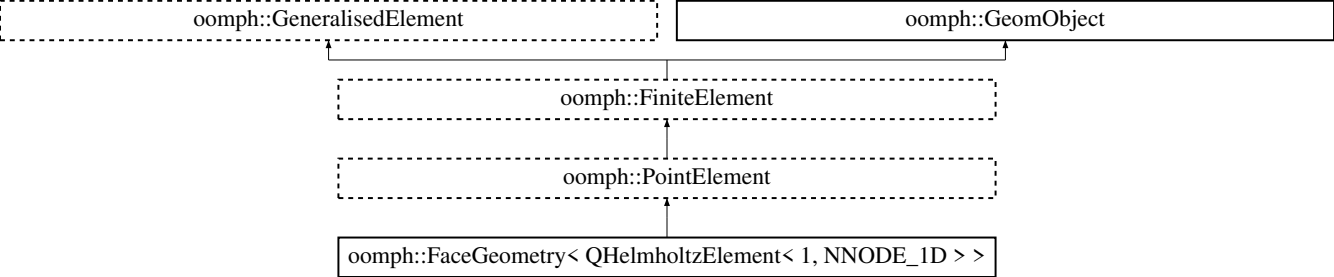 oomph::GeneralisedElement
oomph::GeomObject
oomph::FiniteElement
oomph::PointElement
oomph::FaceGeometry< QHelmholtzElement< 1, NNODE_1D > >